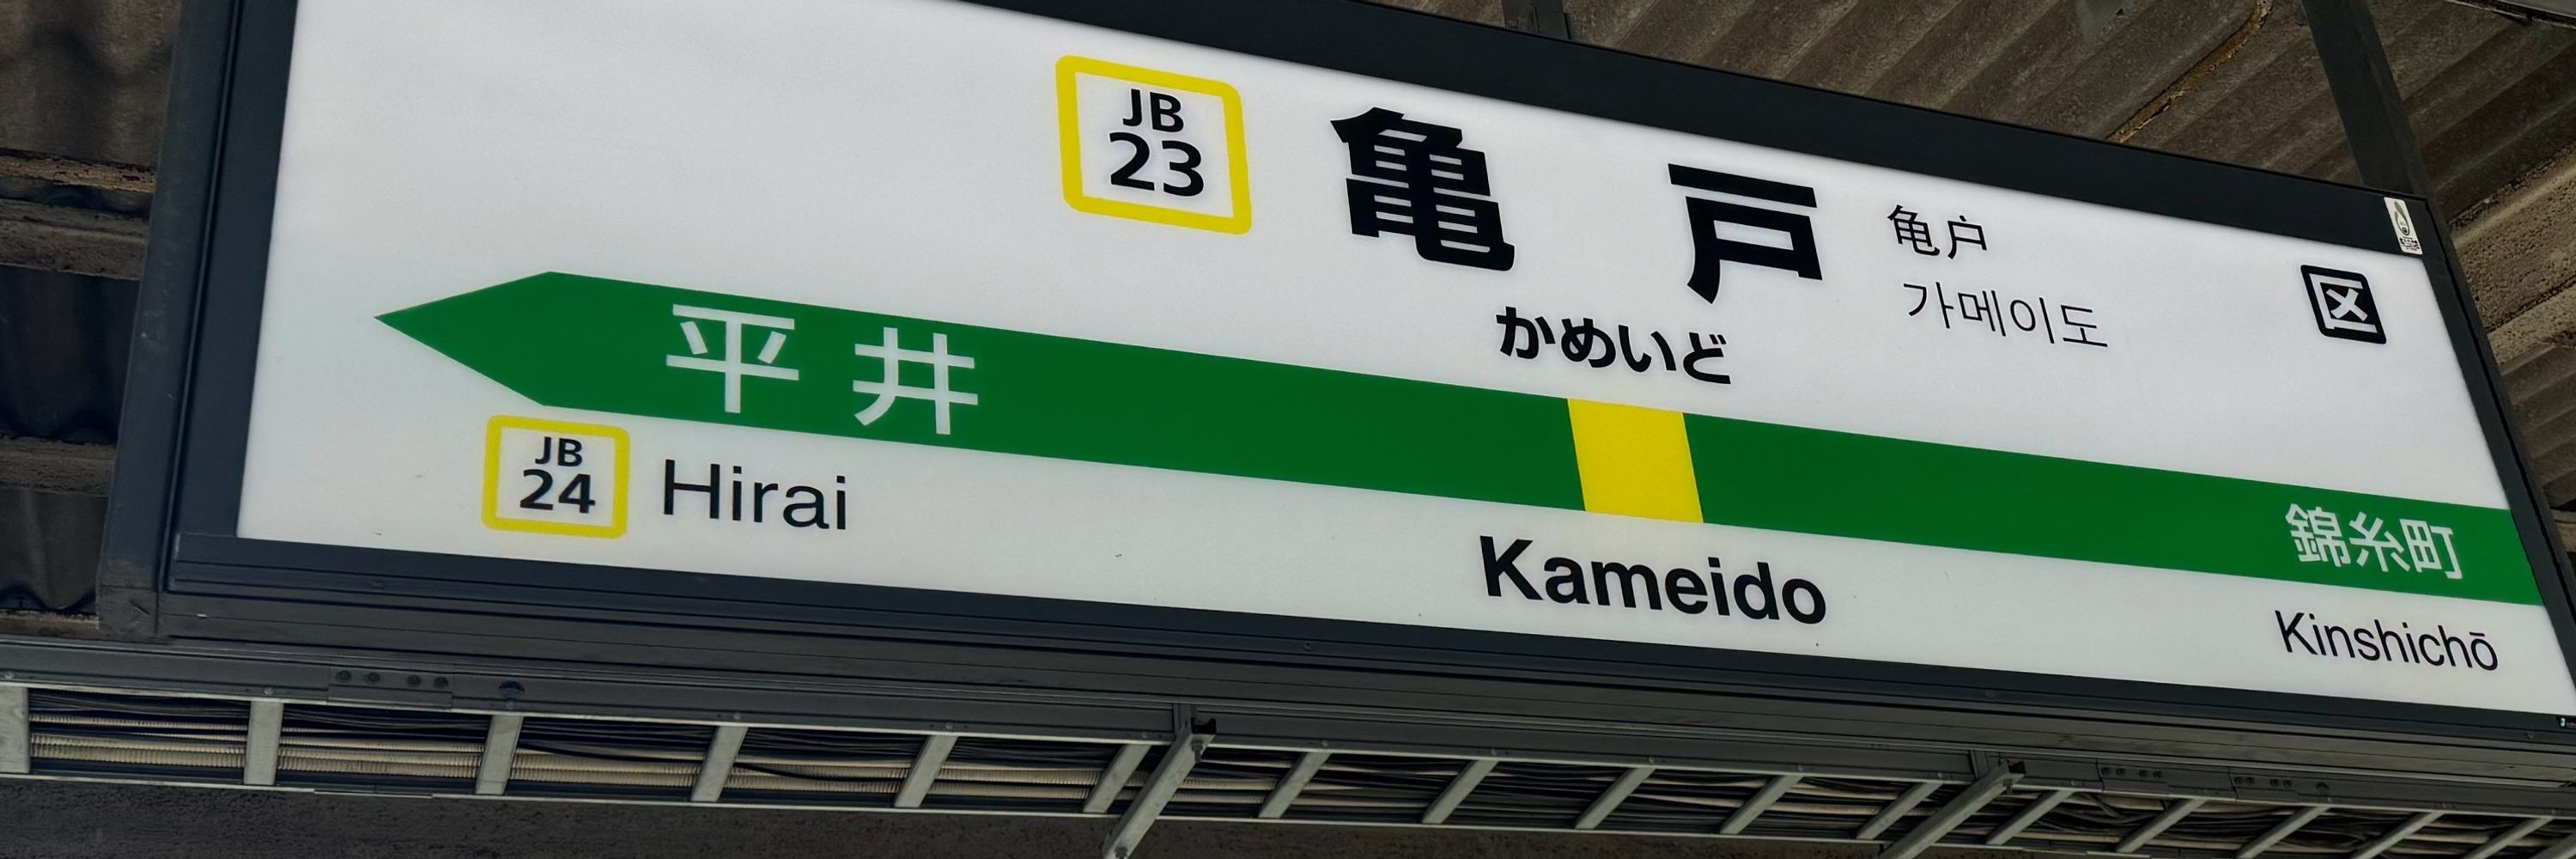 JB
23
亀戸
亀户
가메이도
区
かめいど
平井
錦糸町
JB
24
Hirai
Kameido
Kinshichō